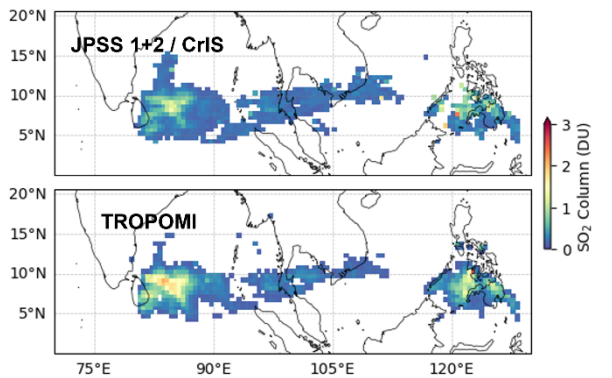 20°N
JPSS 1+2 / CrIS
15°N
10°N
5°N
20°N
TROPOMI
15°N
10°N
5°N
75°E 90°E 105°E 120°E
3
2
1
0
SO₂ Column (DU)